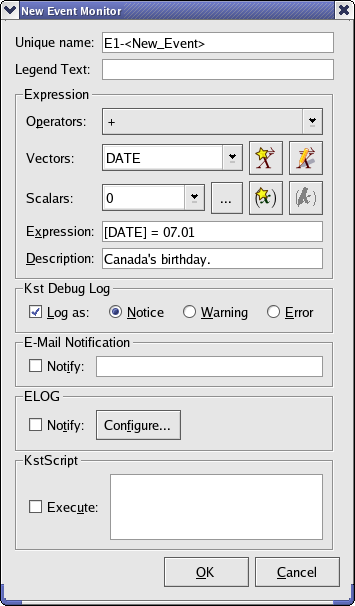 New Event Monitor
Unique name: E1-<New_Event>
Legend Text:
Expression
Operators: +
Vectors: DATE
Scalars: 0 ... (x) (k)
Expression: [DATE] = 07.01
Description: Canada's birthday.
Kst Debug Log
Log as: Notice Warning Error
E-Mail Notification
Notify:
ELOG
Notify: Configure...
KstScript
Execute:
OK Cancel